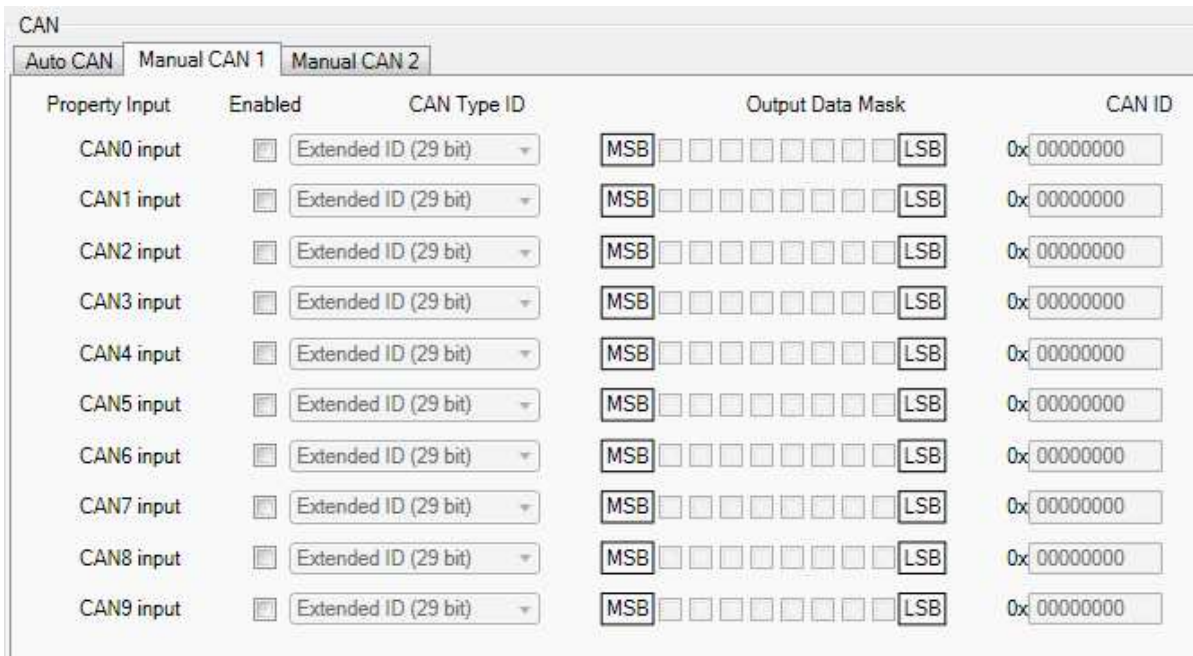 CAN
Auto CAN Manual CAN 1 Manual CAN 2
Property Input Enabled CAN Type ID Output Data Mask CAN ID
CAN0 input Extended ID (29 bit) MSB LSB 0x 00000000
CAN1 input Extended ID (29 bit) MSB LSB 0x 00000000
CAN2 input Extended ID (29 bit) MSB LSB 0x 00000000
CAN3 input Extended ID (29 bit) MSB LSB 0x 00000000
CAN4 input Extended ID (29 bit) MSB LSB 0x 00000000
CAN5 input Extended ID (29 bit) MSB LSB 0x 00000000
CAN6 input Extended ID (29 bit) MSB LSB 0x 00000000
CAN7 input Extended ID (29 bit) MSB LSB 0x 00000000
CAN8 input Extended ID (29 bit) MSB LSB 0x 00000000
CAN9 input Extended ID (29 bit) MSB LSB 0x 00000000